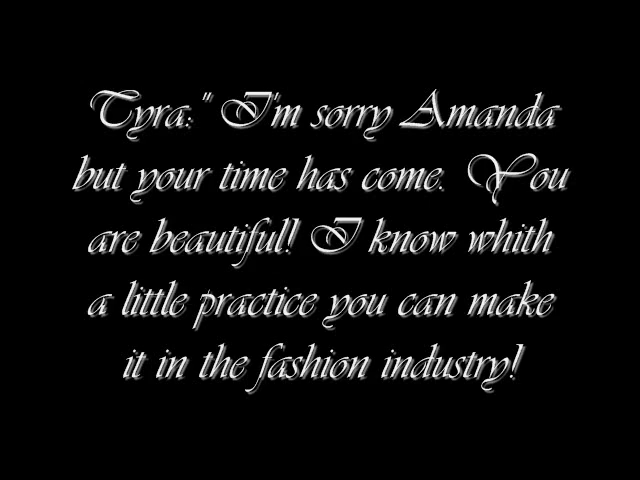 Tyra:" I'm sorry Amanda
but your time has come. You
are beautiful! I know whith
a little practice you can make
it in the fashion industry!